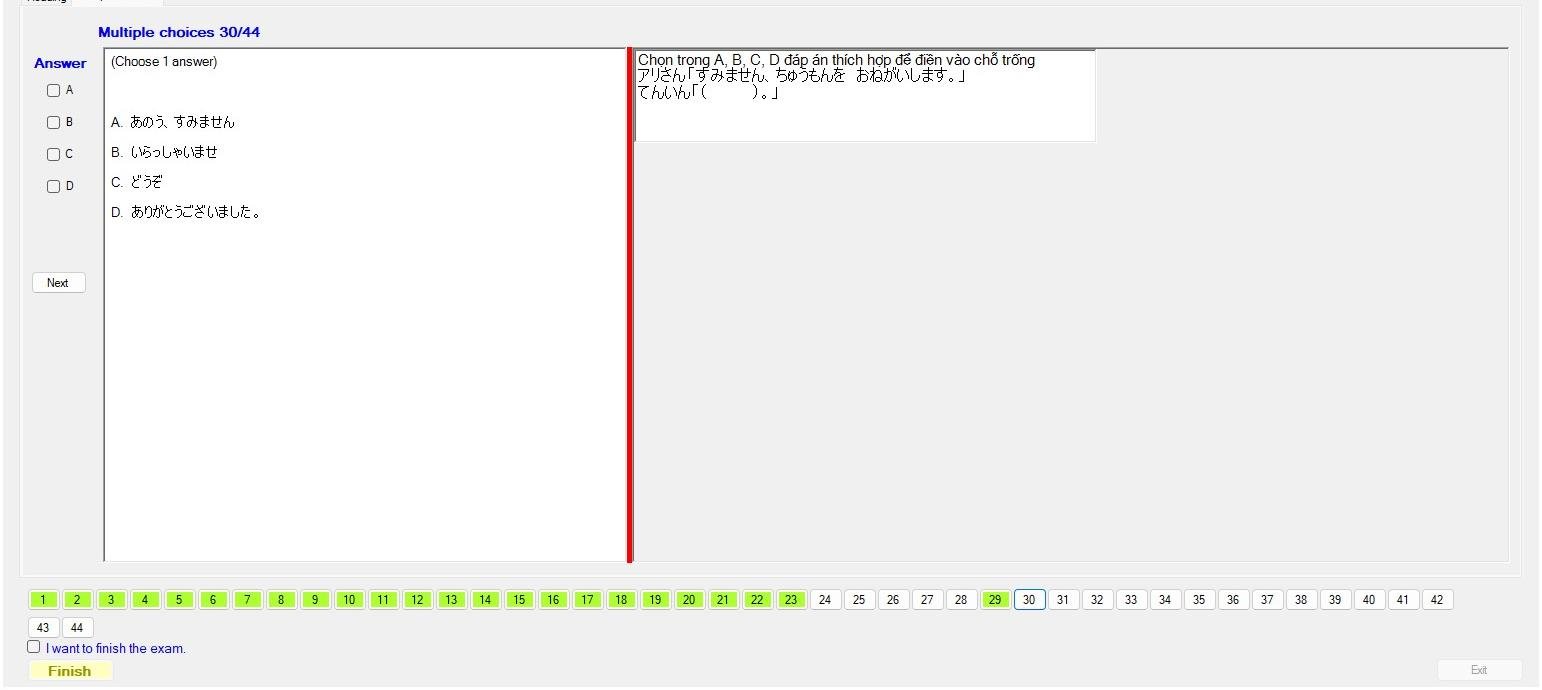 Multiple choices 30/44
Answer
A
B
C
D
Next
(Choose 1 answer)
A. あのう、すみません
B. いらっしゃいませ
C. どうぞ
D. ありがとうございました。
Chọn trong A, B, C, D đáp án thích hợp để điền vào chỗ trống
アリさん「すみません、ちゅうもんを おねがいします。」
てんいん「( )。」
1 2 3 4 5 6 7 8 9 10 11 12 13 14 15 16 17 18 19 20 21 22 23 24 25 26 27 28 29 30 31 32 33 34 35 36 37 38 39 40 41 42
43 44
I want to finish the exam.
Finish
Exit